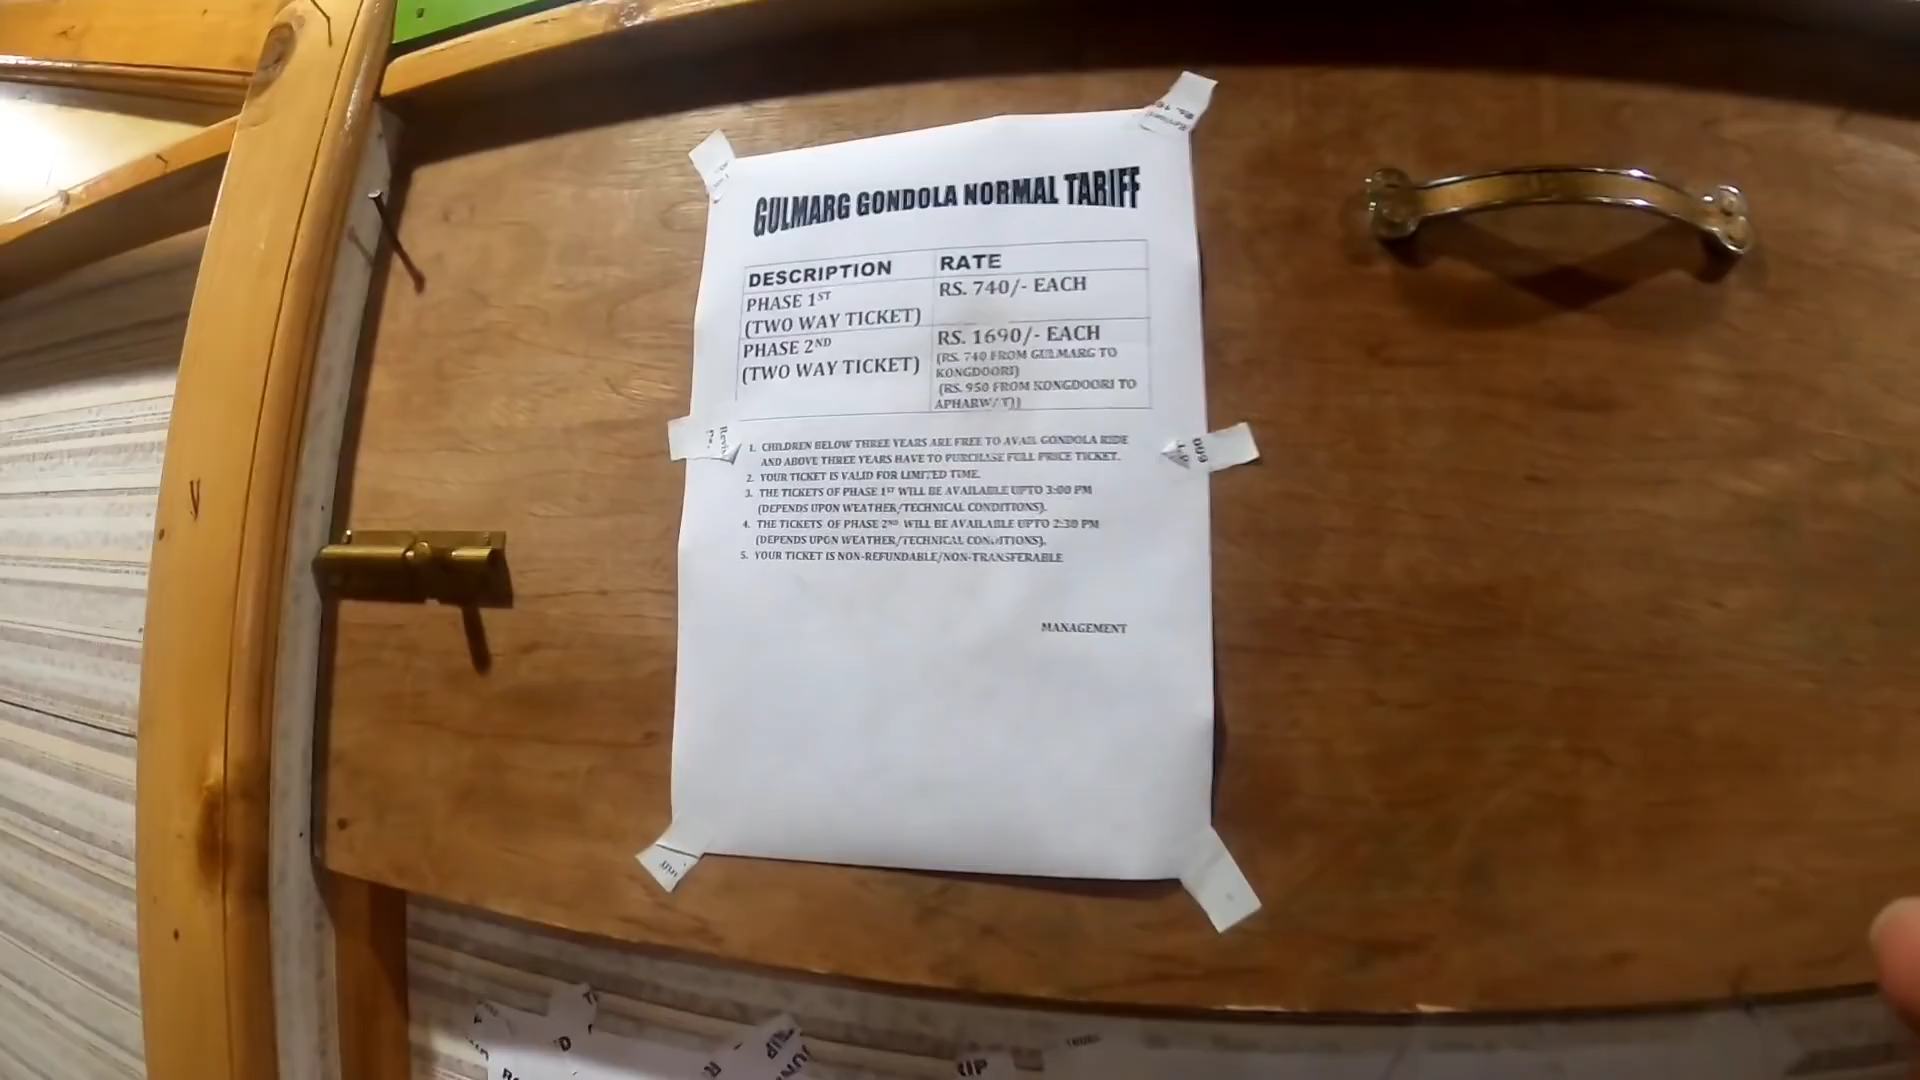 GULMARG GONDOLA NORMAL TARIFF
DESCRIPTION
RATE
PHASE 1ST
(TWO WAY TICKET)
RS. 740/- EACH
PHASE 2ND
(TWO WAY TICKET)
RS. 1690/- EACH
(RS. 740 FROM GULMARG TO
KONGDOORI)
(RS. 950 FROM KONGDOORI TO
1. CHILDREN BELOW THREE YEARS ARE FREE TO AVAIL GONDOLA RIDE
AND ABOVE THREE YEARS HAVE TO PURCHASE FULL PRICE TICKET.
2. YOUR TICKET IS VALID FOR LIMITED TIME.
3. THE TICKETS OF PHASE 1ST WILL BE AVAILABLE UPTO 3:00 PM
(DEPENDS UPON WEATHER/TECHNICAL CONDITIONS).
4. THE TICKETS OF PHASE 2ND WILL BE AVAILABLE UPTO 2:30 PM
(DEPENDS UPON WEATHER/TECHNICAL CONDITIONS).
5. YOUR TICKET IS NON-REFUNDABLE/NON-TRANSFERABLE
MANAGEMENT